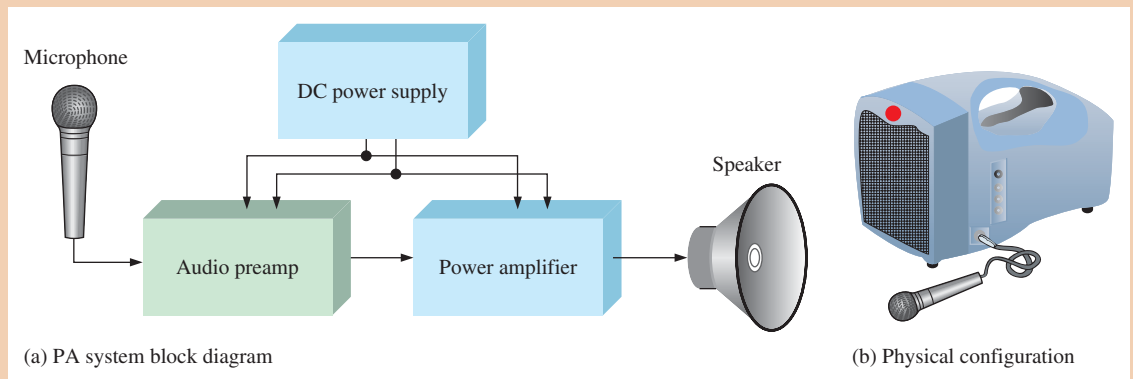 Microphone
DC power supply
Speaker
Audio preamp
Power amplifier
(a) PA system block diagram
(b) Physical configuration